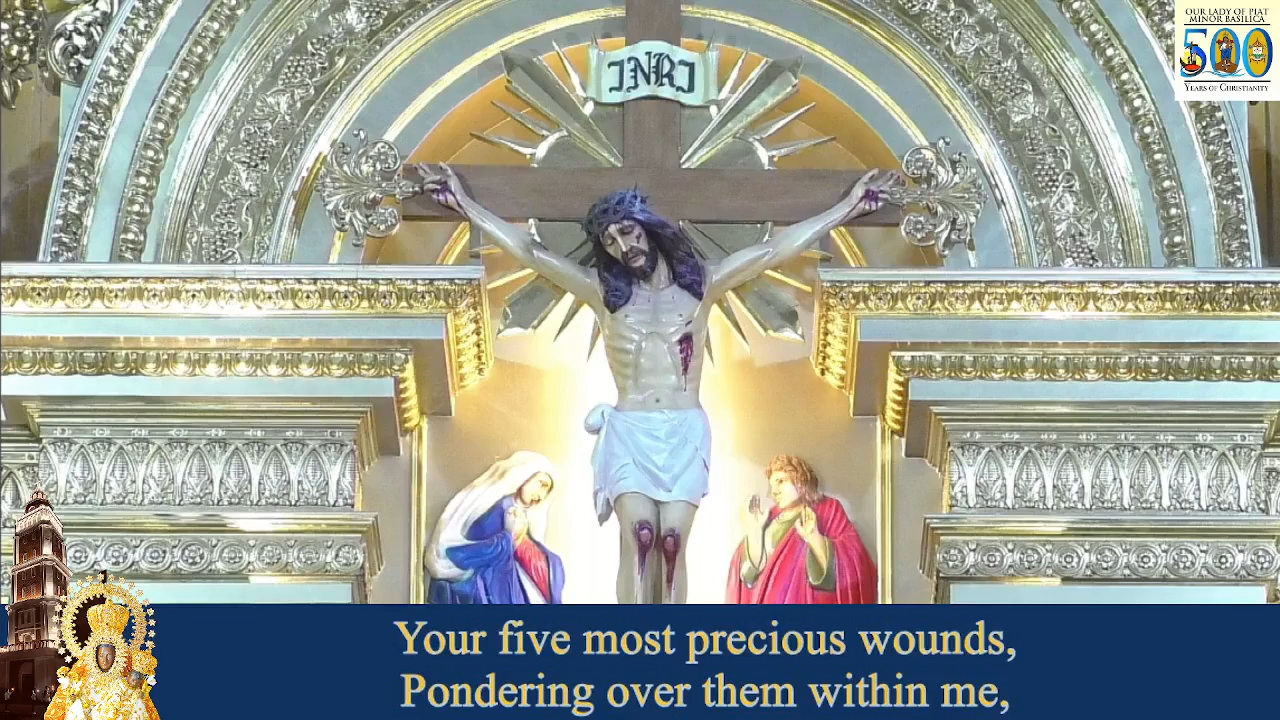 OUR LADY OF PIAT
MINOR BASILICA
500
YEARS OF CHRISTIANITY
INRI
Your five most precious wounds,
Pondering over them within me,